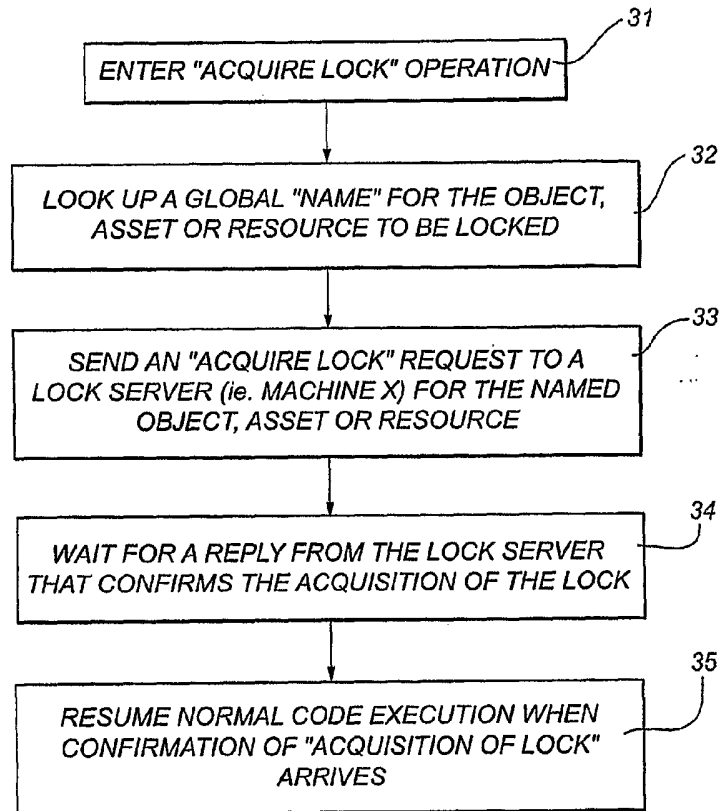 31
ENTER "ACQUIRE LOCK" OPERATION
32
LOOK UP A GLOBAL "NAME" FOR THE OBJECT,
ASSET OR RESOURCE TO BE LOCKED
33
SEND AN "ACQUIRE LOCK" REQUEST TO A
LOCK SERVER (ie. MACHINE X) FOR THE NAMED
OBJECT, ASSET OR RESOURCE
34
WAIT FOR A REPLY FROM THE LOCK SERVER
THAT CONFIRMS THE ACQUISITION OF THE LOCK
35
RESUME NORMAL CODE EXECUTION WHEN
CONFIRMATION OF "ACQUISITION OF LOCK"
ARRIVES